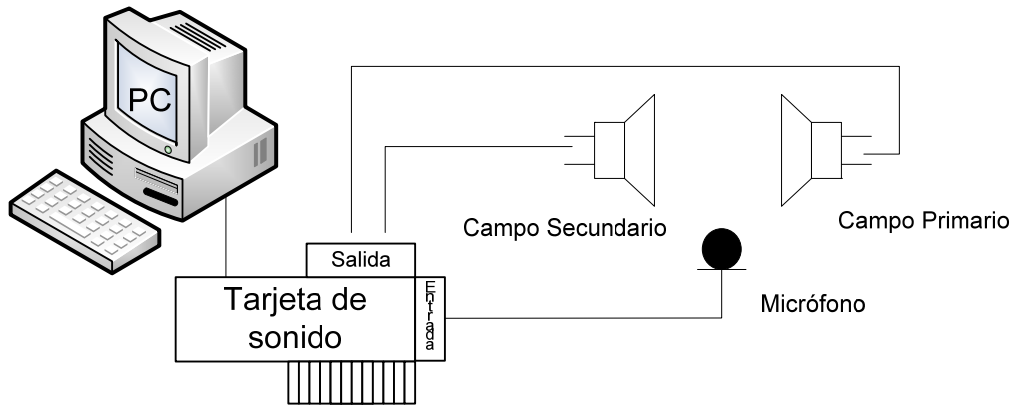 PC
Campo Secundario
Campo Primario
Salida
Tarjeta de
sonido
Entrada
Micrófono